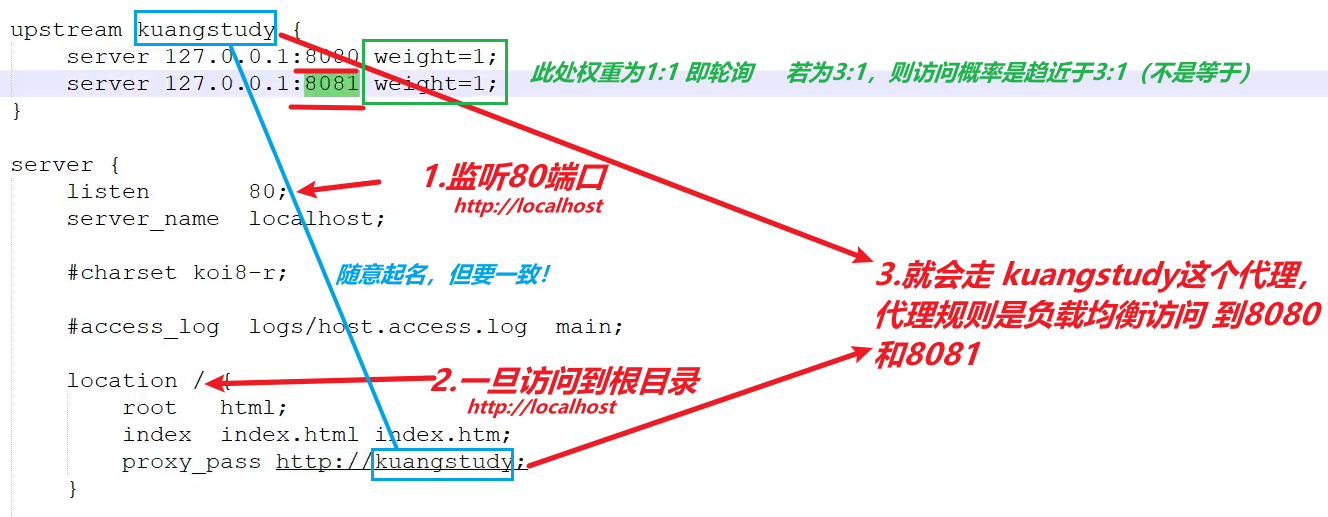 upstream kuangstudy {
server 127.0.0.1:8080 weight=1;
server 127.0.0.1:8081 weight=1;
此处权重为1:1 即轮询 若为3:1，则访问概率是趋近于3:1（不是等于）
}
server {
listen 80;
1.监听80端口
http://localhost
server_name localhost;
#charset koi8-r;
随意起名，但要一致！
#access_log logs/host.access.log main;
3.就会走 kuangstudy这个代理，
代理规则是负载均衡访问 到8080
和8081
location / {
2.一旦访问到根目录
http://localhost
root html;
index index.html index.htm;
proxy_pass http://kuangstudy;
}